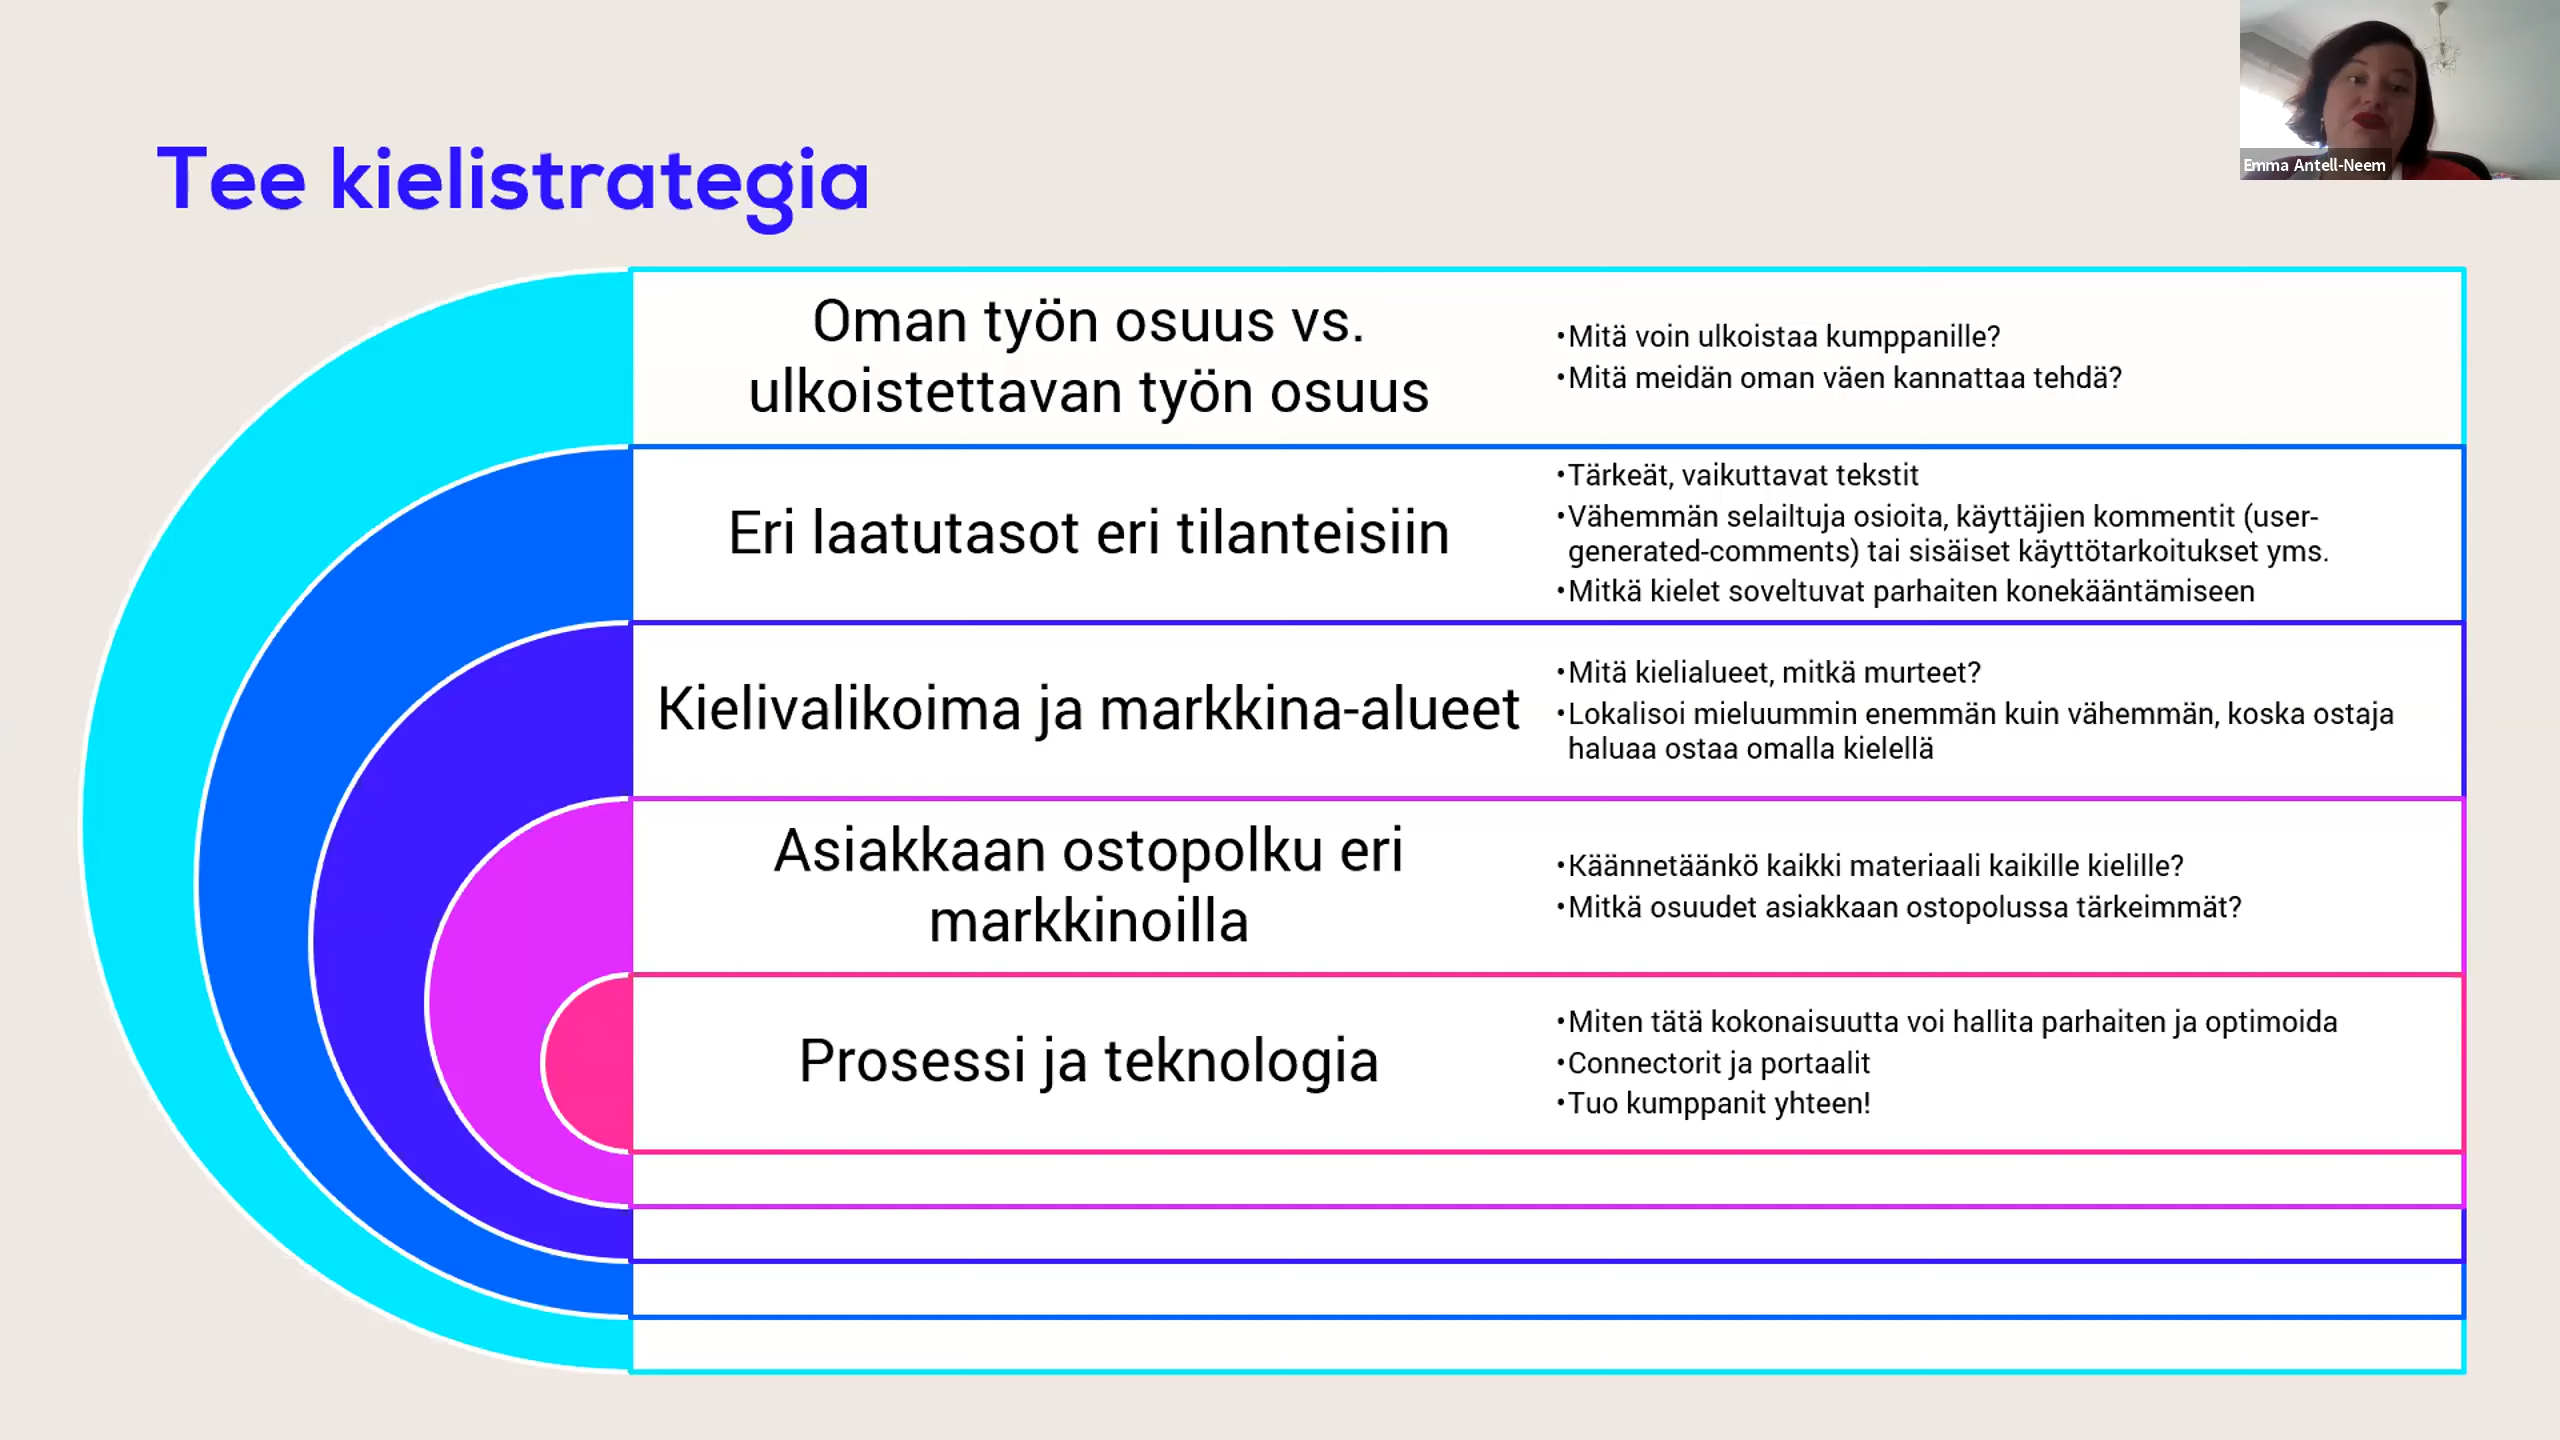 Emma Antell-Neem
Tee kielistrategia
Oman työn osuus vs.
ulkoistettavan työn osuus
•Mitä voin ulkoistaa kumppanille?
•Mitä meidän oman väen kannattaa tehdä?
Eri laatutasot eri tilanteisiin
•Tärkeät, vaikuttavat tekstit
•Vähemmän selailtuja osioita, käyttäjien kommentit (user-
generated-comments) tai sisäiset käyttötarkoitukset yms.
•Mitkä kielet soveltuvat parhaiten konekääntämiseen
Kielivalikoima ja markkina-alueet
•Mitä kielialueet, mitkä murteet?
•Lokalisoi mieluummin enemmän kuin vähemmän, koska ostaja
haluaa ostaa omalla kielellä
Asiakkaan ostopolku eri
markkinoilla
•Käännetäänkö kaikki materiaali kaikille kielille?
•Mitkä osuudet asiakkaan ostopolussa tärkeimmät?
Prosessi ja teknologia
•Miten tätä kokonaisuutta voi hallita parhaiten ja optimoida
•Connectorit ja portaalit
•Tuo kumppanit yhteen!